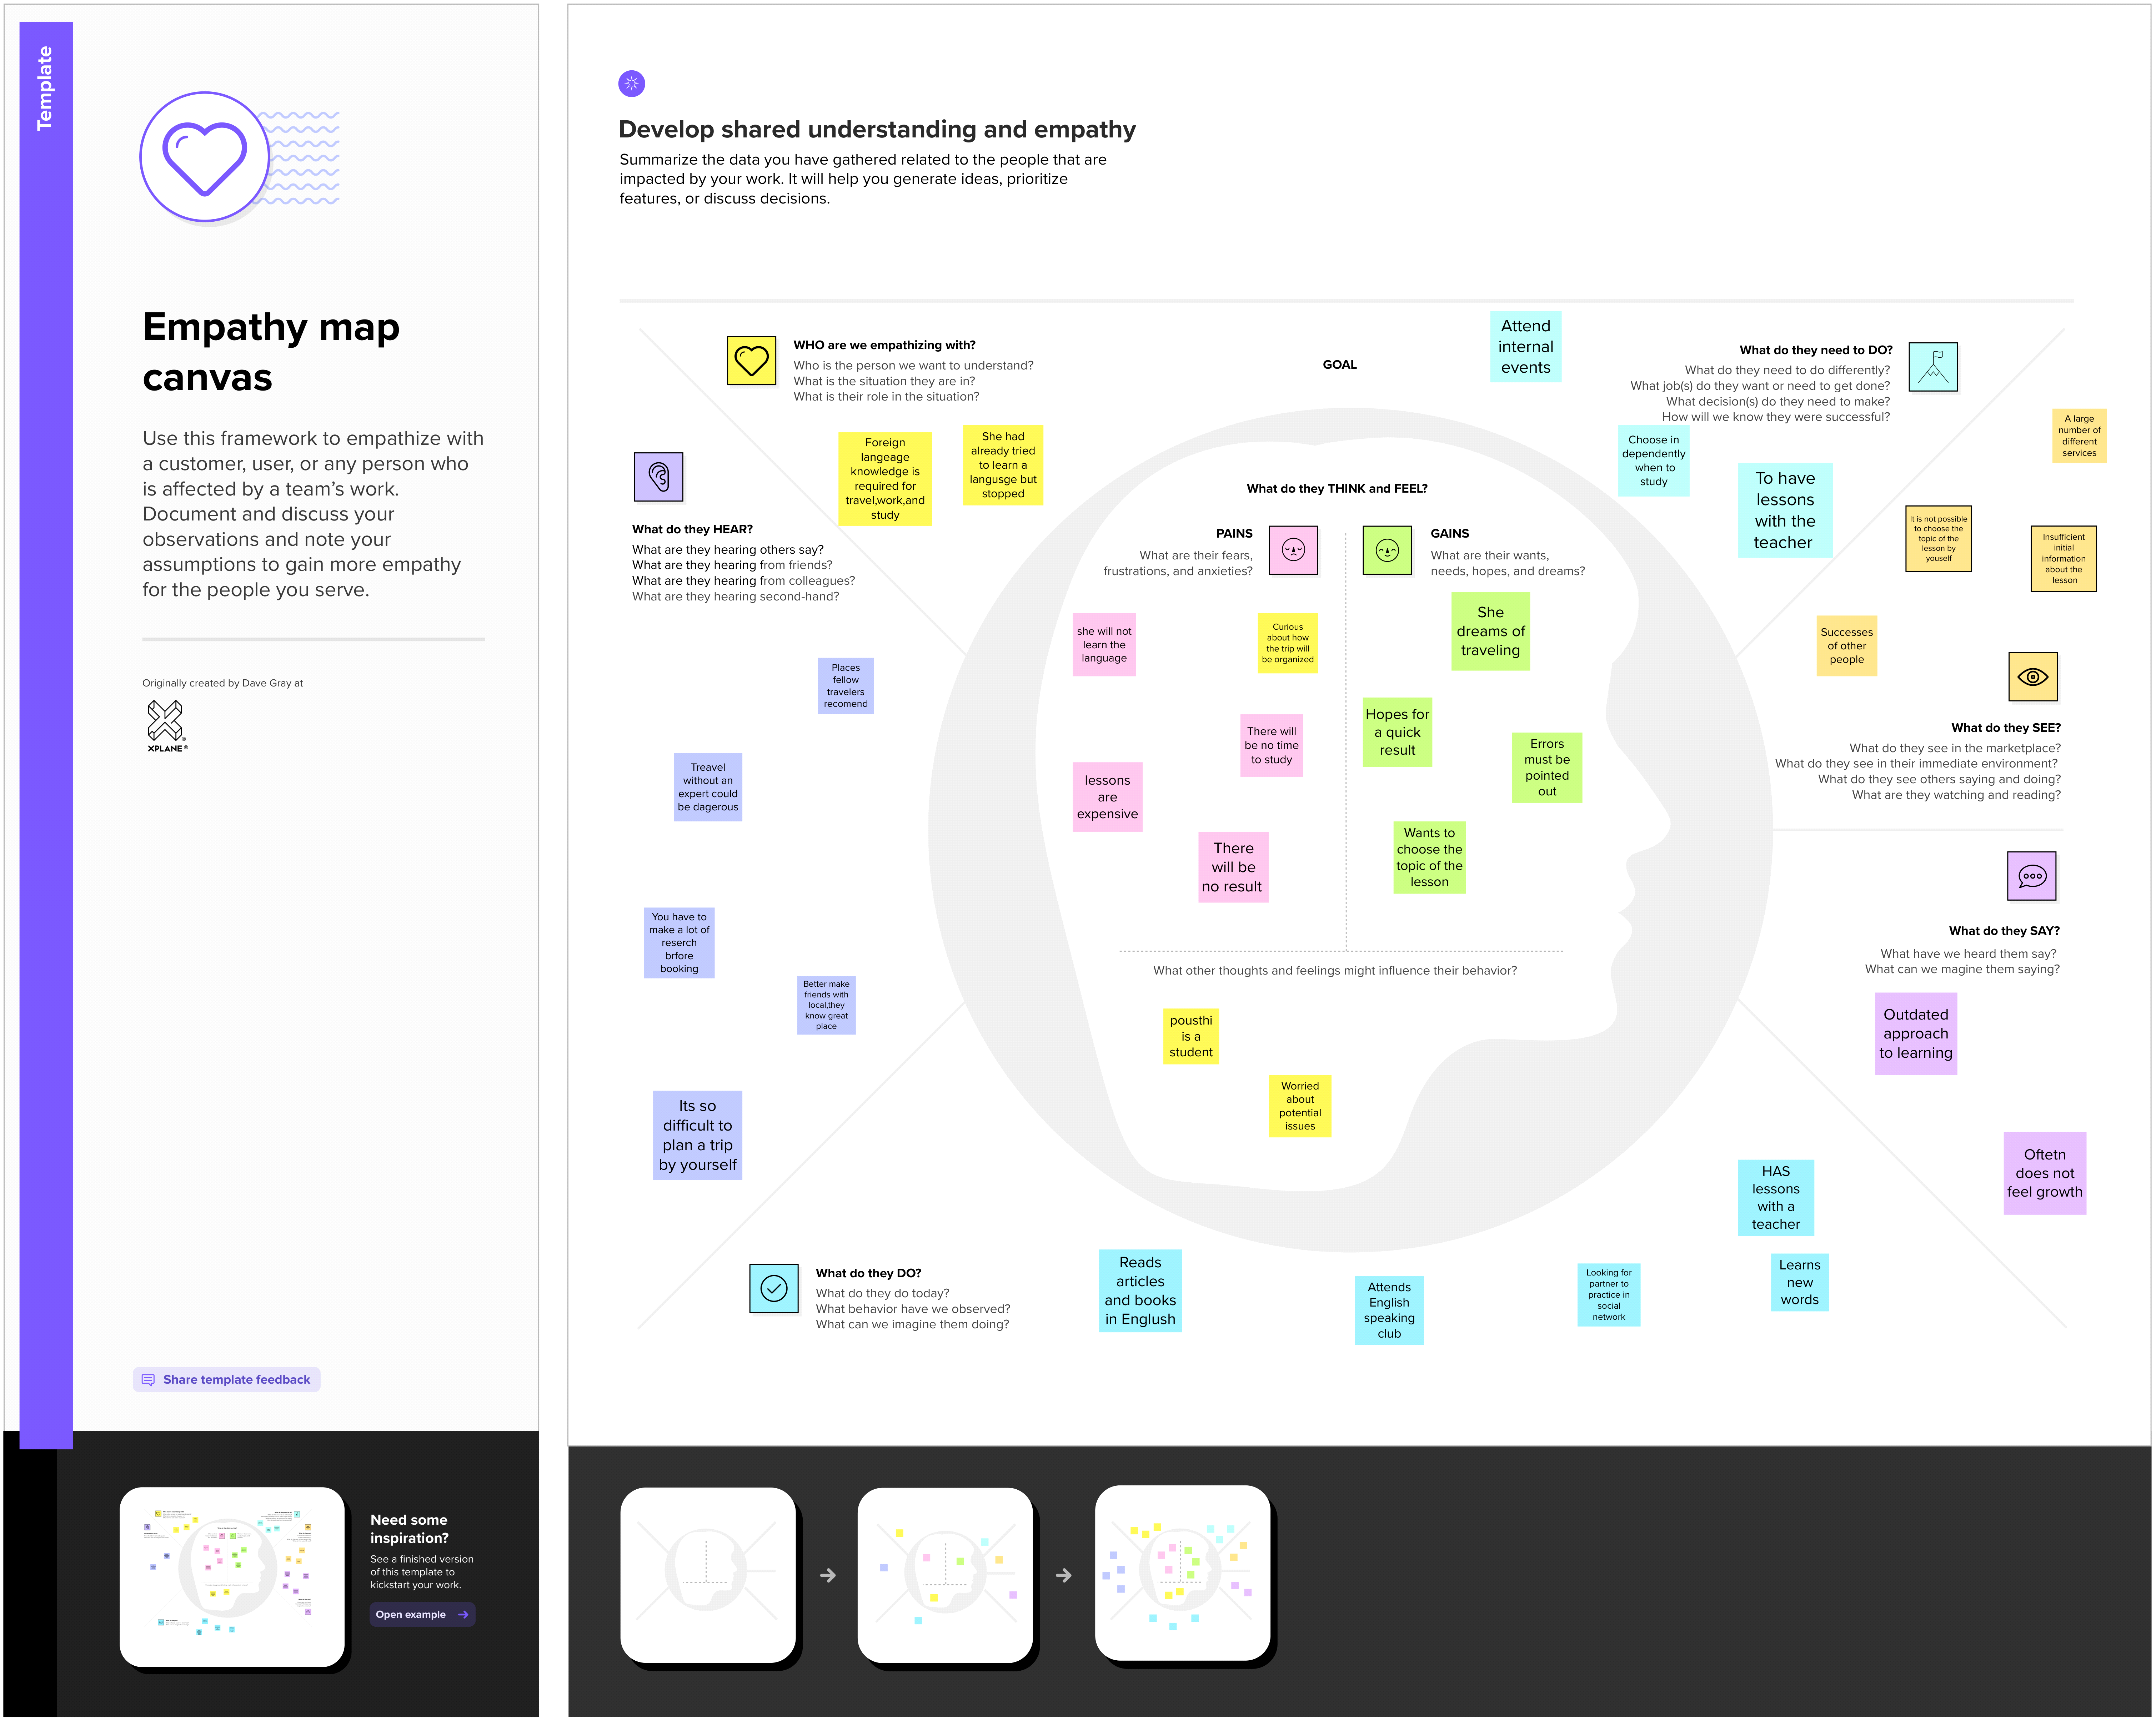 Template
Empathy map
canvas
Use this framework to empathize with
a customer, user, or any person who
is affected by a team's work.
Document and discuss your
observations and note your
assumptions to gain more empathy
for the people you serve.
Originally created by Dave Gray at
XPLANE ®
Share template feedback
Need some
inspiration?
See a finished version
of this template to
kickstart your work.
Open example
Develop shared understanding and empathy
Summarize the data you have gathered related to the people that are
impacted by your work. It will help you generate ideas, prioritize
features, or discuss decisions.
WHO are we empathizing with?
Who is the person we want to understand?
What is the situation they are in?
What is their role in the situation?
Foreign
langeage
knowledge is
required for
travel,work,and
study
She had
already tried
to learn a
langusge but
stopped
GOAL
Attend
internal
events
What do they need to DO?
What do they need to do differently?
What job(s) do they want or need to get done?
What decision(s) do they need to make?
How will we know they were successful?
Choose in
dependently
when to
study
To have
lessons
with the
teacher
A large
number of
different
services
It is not possible
to choose the
topic of the
lesson by
youself
Insufficient
initial
information
about the
lesson
Successes
of other
people
What do they SEE?
What do they see in the marketplace?
What do they see in their immediate environment?
What do they see others saying and doing?
What are they watching and reading?
What do they HEAR?
What are they hearing others say?
What are they hearing from friends?
What are they hearing from colleagues?
What are they hearing second-hand?
Places
fellow
travelers
recomend
Treavel
without an
expert could
be dagerous
You have to
make a lot of
reserch
brfore
booking
Better make
friends with
local,they
know great
place
Its so
difficult to
plan a trip
by yourself
What do they THINK and FEEL?
PAINS
What are their fears,
frustrations, and anxieties?
GAINS
What are their wants,
needs, hopes, and dreams?
she will not
learn the
language
Curious
about how
the trip will
be organized
There will
be no time
to study
lessons
are
expensive
There
will be
no result
She
dreams of
traveling
Hopes for
a quick
result
Errors
must be
pointed
out
Wants to
choose the
topic of the
lesson
What other thoughts and feelings might influence their behavior?
pousthi
is a
student
Worried
about
potential
issues
What do they SAY?
What have we heard them say?
What can we magine them saying?
Outdated
approach
to learning
Oftetn
does not
feel growth
What do they DO?
What do they do today?
What behavior have we observed?
What can we imagine them doing?
Reads
articles
and books
in Englush
Attends
English
speaking
club
Looking for
partner to
practice in
social
network
HAS
lessons
with a
teacher
Learns
new
words